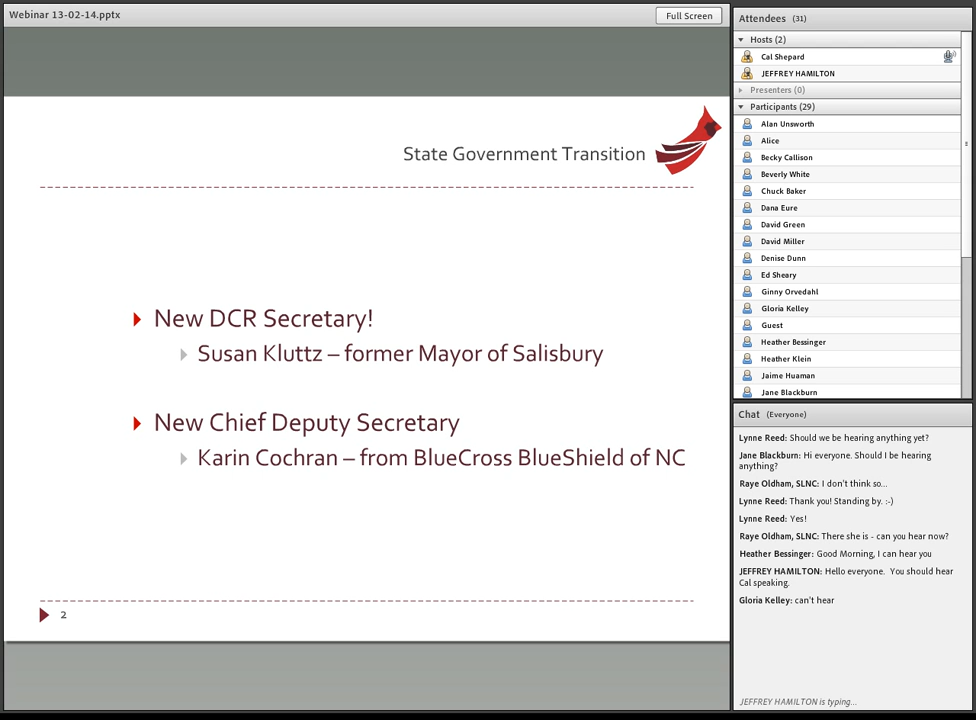 Webinar 13-02-14.pptx
Full Screen
State Government Transition
New DCR Secretary!
Susan Kluttz – former Mayor of Salisbury
New Chief Deputy Secretary
Karin Cochran – from BlueCross BlueShield of NC
2
Attendees (31)
Hosts (2)
Cal Shepard
JEFFREY HAMILTON
Presenters (0)
Participants (29)
Alan Unsworth
Alice
Becky Callison
Beverly White
Chuck Baker
Dana Eure
David Green
David Miller
Denise Dunn
Ed Sheary
Ginny Orvedahl
Gloria Kelley
Guest
Heather Bessinger
Heather Klein
Jaime Huaman
Jane Blackburn
Chat (Everyone)
Lynne Reed: Should we be hearing anything yet?
Jane Blackburn: Hi everyone. Should I be hearing
anything?
Raye Oldham, SLNC: I don't think so...
Lynne Reed: Thank you! Standing by. :-)
Lynne Reed: Yes!
Raye Oldham, SLNC: There she is - can you hear now?
Heather Bessinger: Good Morning, I can hear you
JEFFREY HAMILTON: Hello everyone.  You should hear
Cal speaking.
Gloria Kelley: can't hear
JEFFREY HAMILTON is typing...